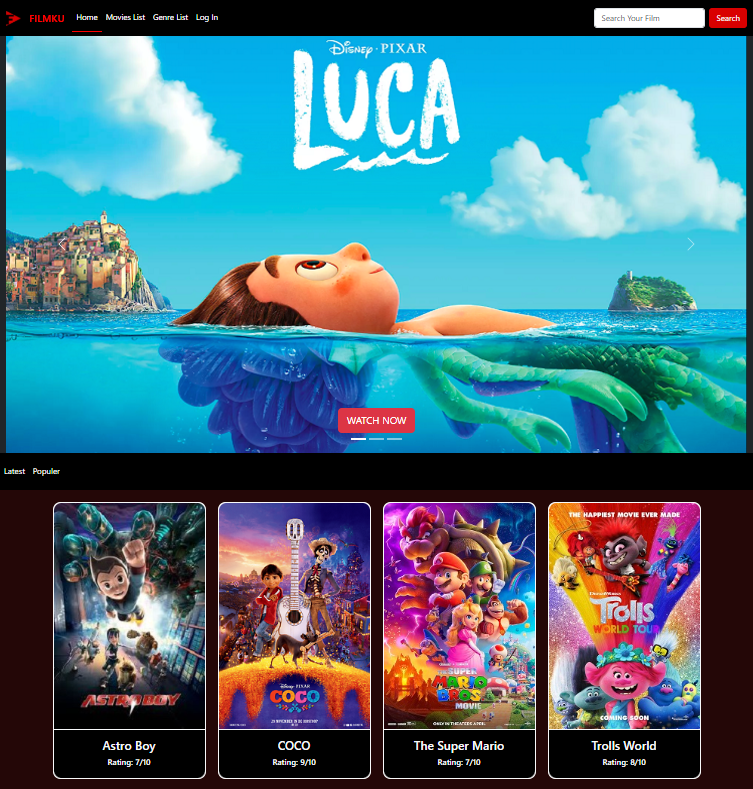 FILMKU Home Movies List Genre List Log In Search Your Film Search
Disney · PIXAR
LUCA
WATCH NOW
Latest Populer
THE HAPPIEST MOVIE EVER MADE
Trolls
WORLD TOUR
Disney · PIXAR
COCO
THE SUPER
MARIO
BROS
MOVIE
ASTRO BOY
ONLY IN THEATERS APRIL
COMING SOON
Astro Boy COCO The Super Mario Trolls World
Rating: 7/10 Rating: 9/10 Rating: 7/10 Rating: 8/10